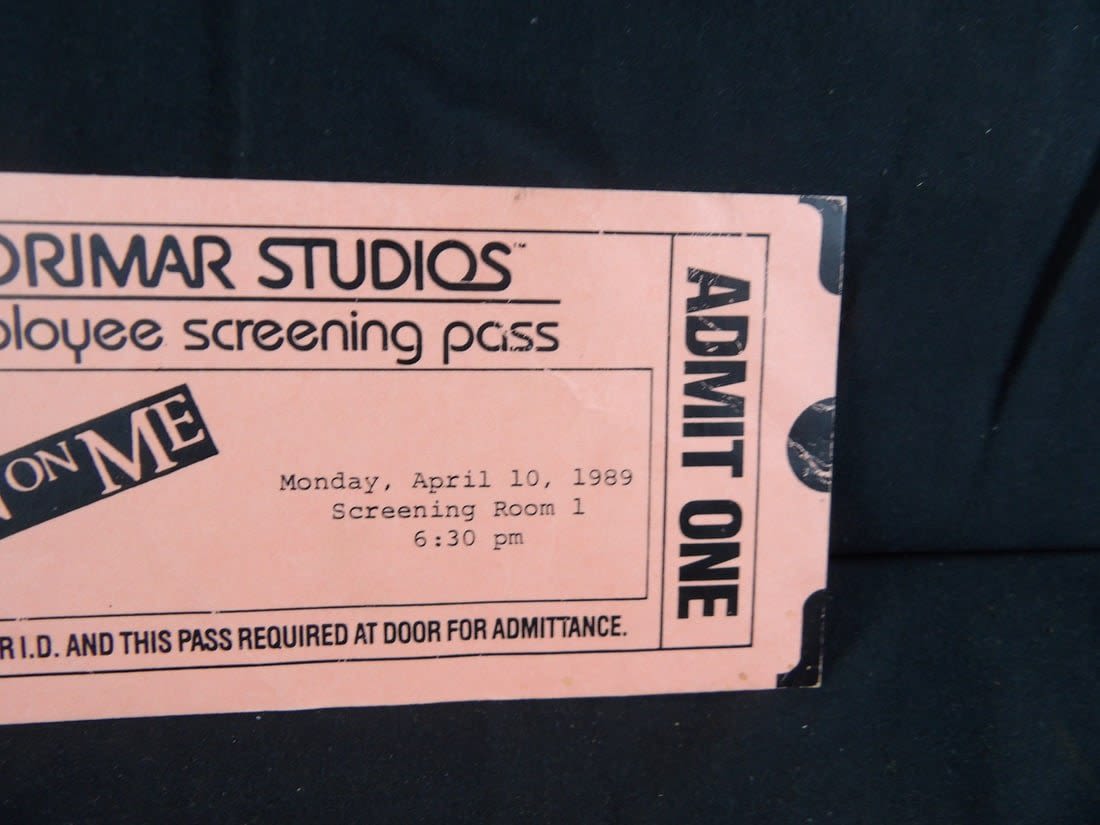 ORIMAR STUDIOS™
ployee screening pass
N ON ME
Monday, April 10, 1989
Screening Room 1
6:30 pm
R I.D. AND THIS PASS REQUIRED AT DOOR FOR ADMITTANCE.
ADMIT ONE